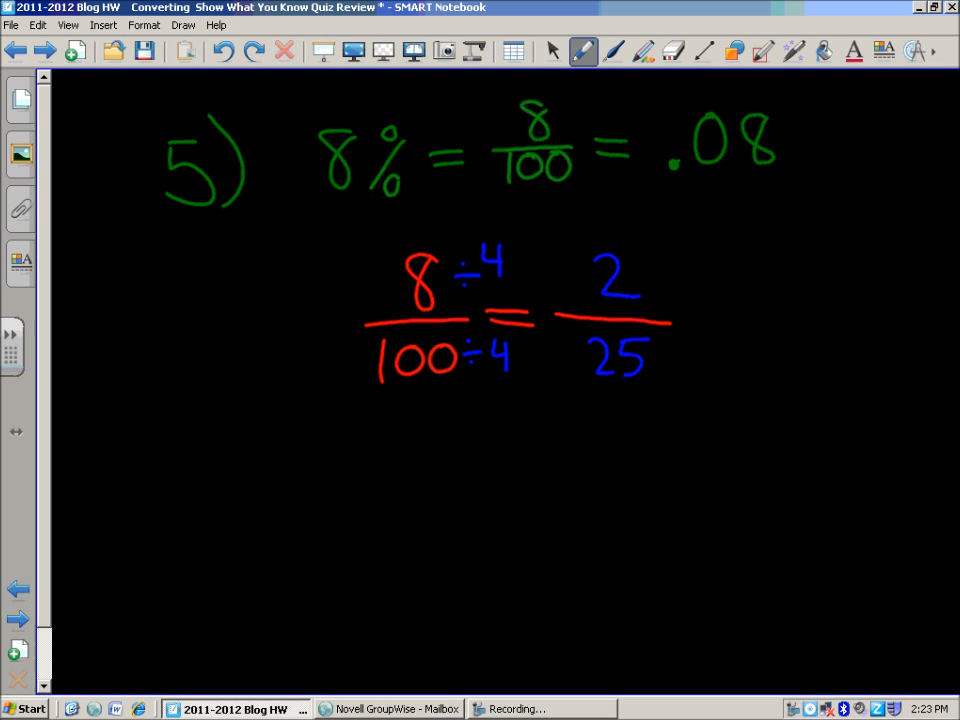 2011-2012 Blog HW Converting Show What You Know Quiz Review * - SMART Notebook
File Edit View Insert Format Draw Help
5) 8% = 8/100 = .08
8 ÷4 2
= 
100 ÷4 25
Start 2011-2012 Blog HW ... Novell GroupWise - Mailbox Recording... 2:23 PM